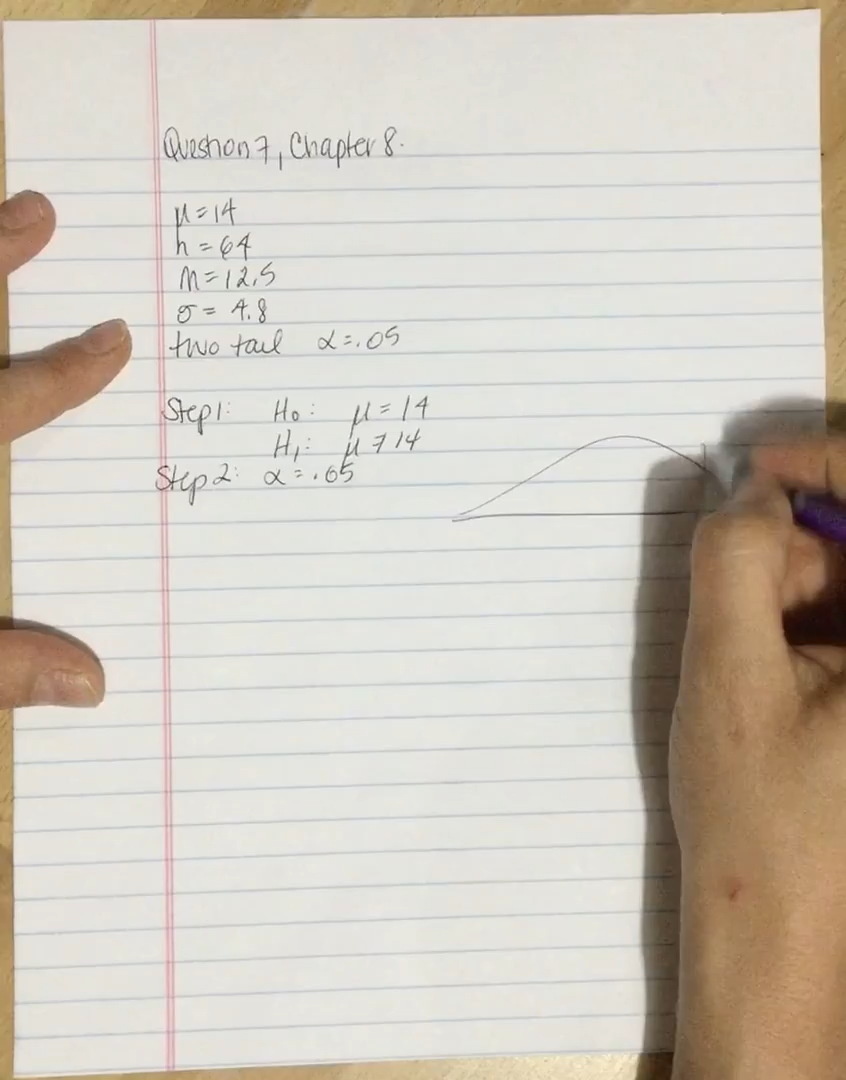 Question 7, Chapter 8.
μ = 14
n = 64
M = 12.5
σ = 4.8
two tail α = .05
Step 1: H₀: μ = 14
H₁: μ ≠ 14
Step 2: α = .05